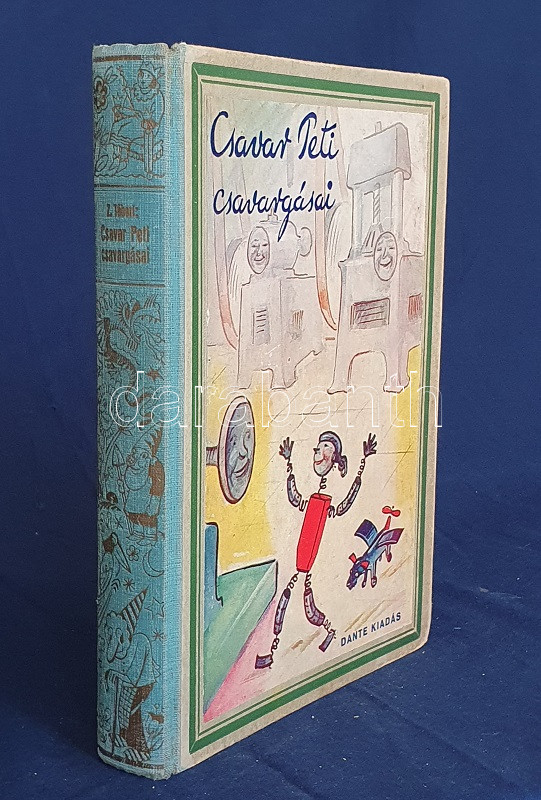 Csavar Peti
csavargásai
DANTE KIADÁS
Z. Tábori:
Csavar Peti
csavargásai
darabanth